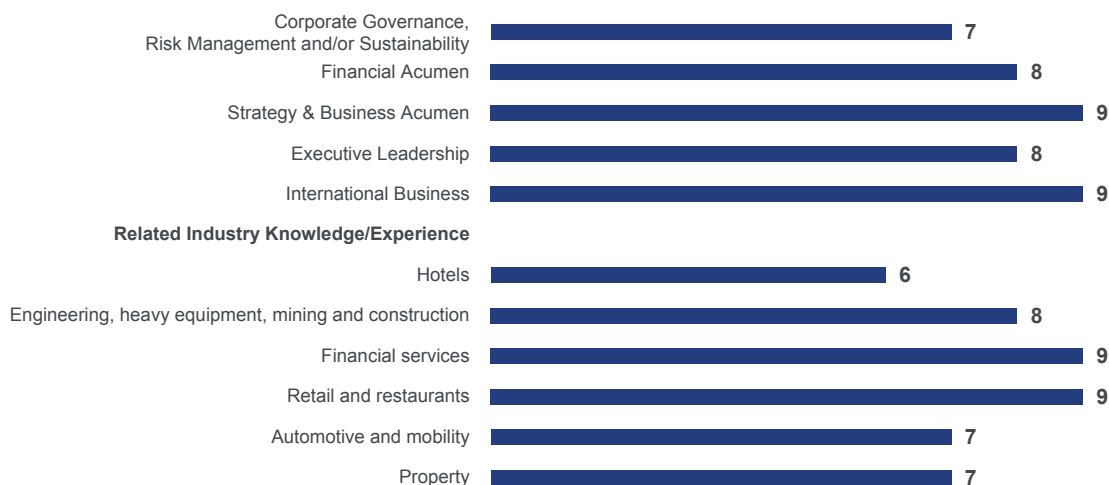 Corporate Governance,
Risk Management and/or Sustainability
7
Financial Acumen
8
Strategy & Business Acumen
9
Executive Leadership
8
International Business
9
Related Industry Knowledge/Experience
Hotels
6
Engineering, heavy equipment, mining and construction
8
Financial services
9
Retail and restaurants
9
Automotive and mobility
7
Property
7